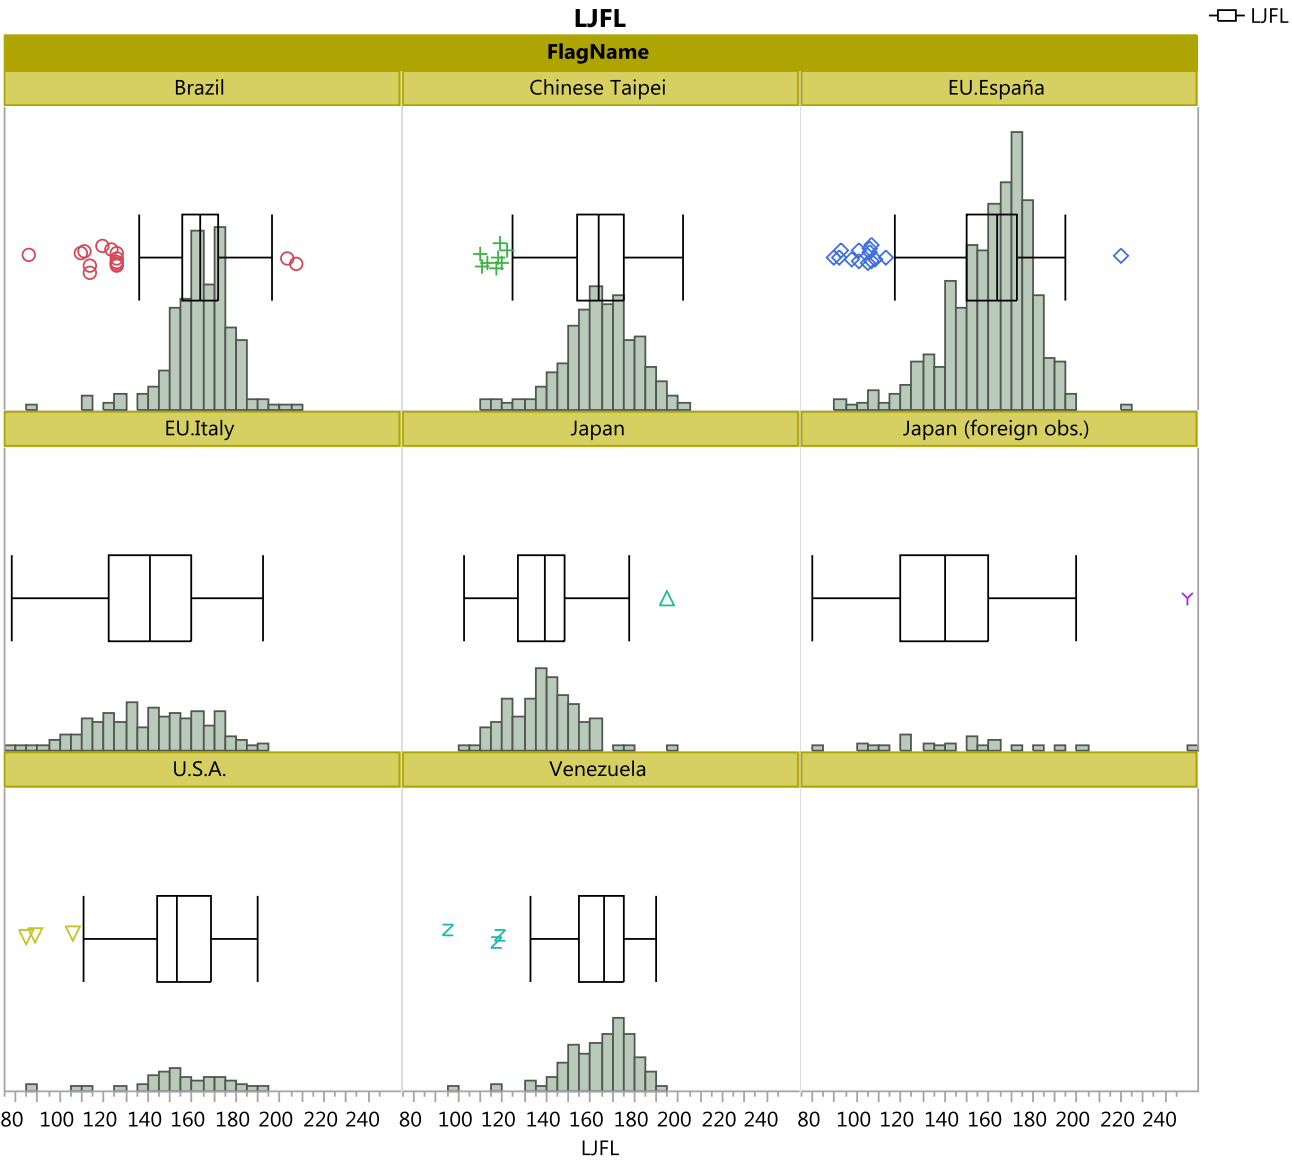 LJFL
LJFL
FlagName
Brazil Chinese Taipei EU.España
EU.Italy Japan Japan (foreign obs.)
U.S.A. Venezuela
80 100 120 140 160 180 200 220 240 80 100 120 140 160 180 200 220 240 80 100 120 140 160 180 200 220 240
LJFL